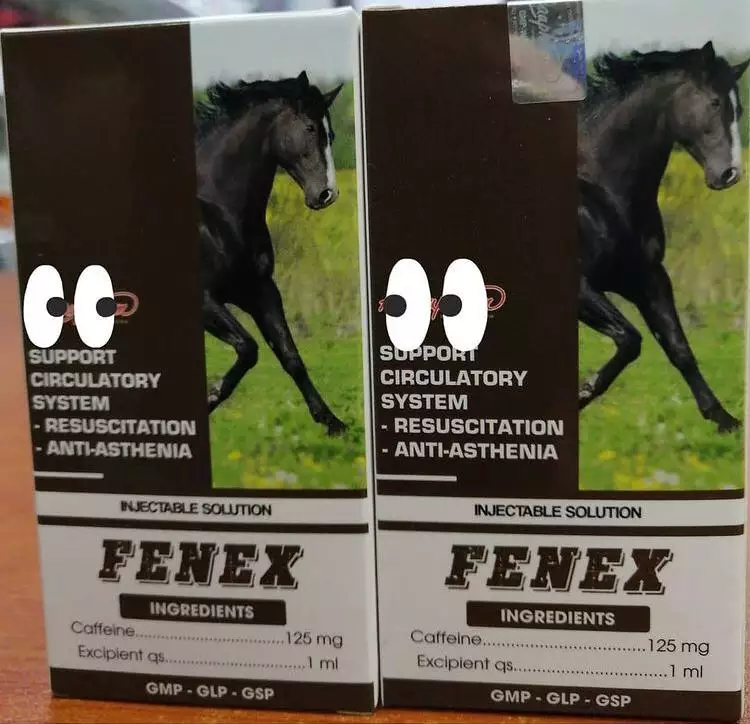 SUPPORT
CIRCULATORY
SYSTEM
- RESUSCITATION
- ANTI-ASTHENIA
INJECTABLE SOLUTION
FENEX
INGREDIENTS
Caffeine..............................125 mg
Excipient qs...........................1 ml
GMP - GLP - GSP
SUPPORT
CIRCULATORY
SYSTEM
- RESUSCITATION
- ANTI-ASTHENIA
INJECTABLE SOLUTION
FENEX
INGREDIENTS
Caffeine..............................125 mg
Excipient qs...........................1 ml
GMP - GLP - GSP